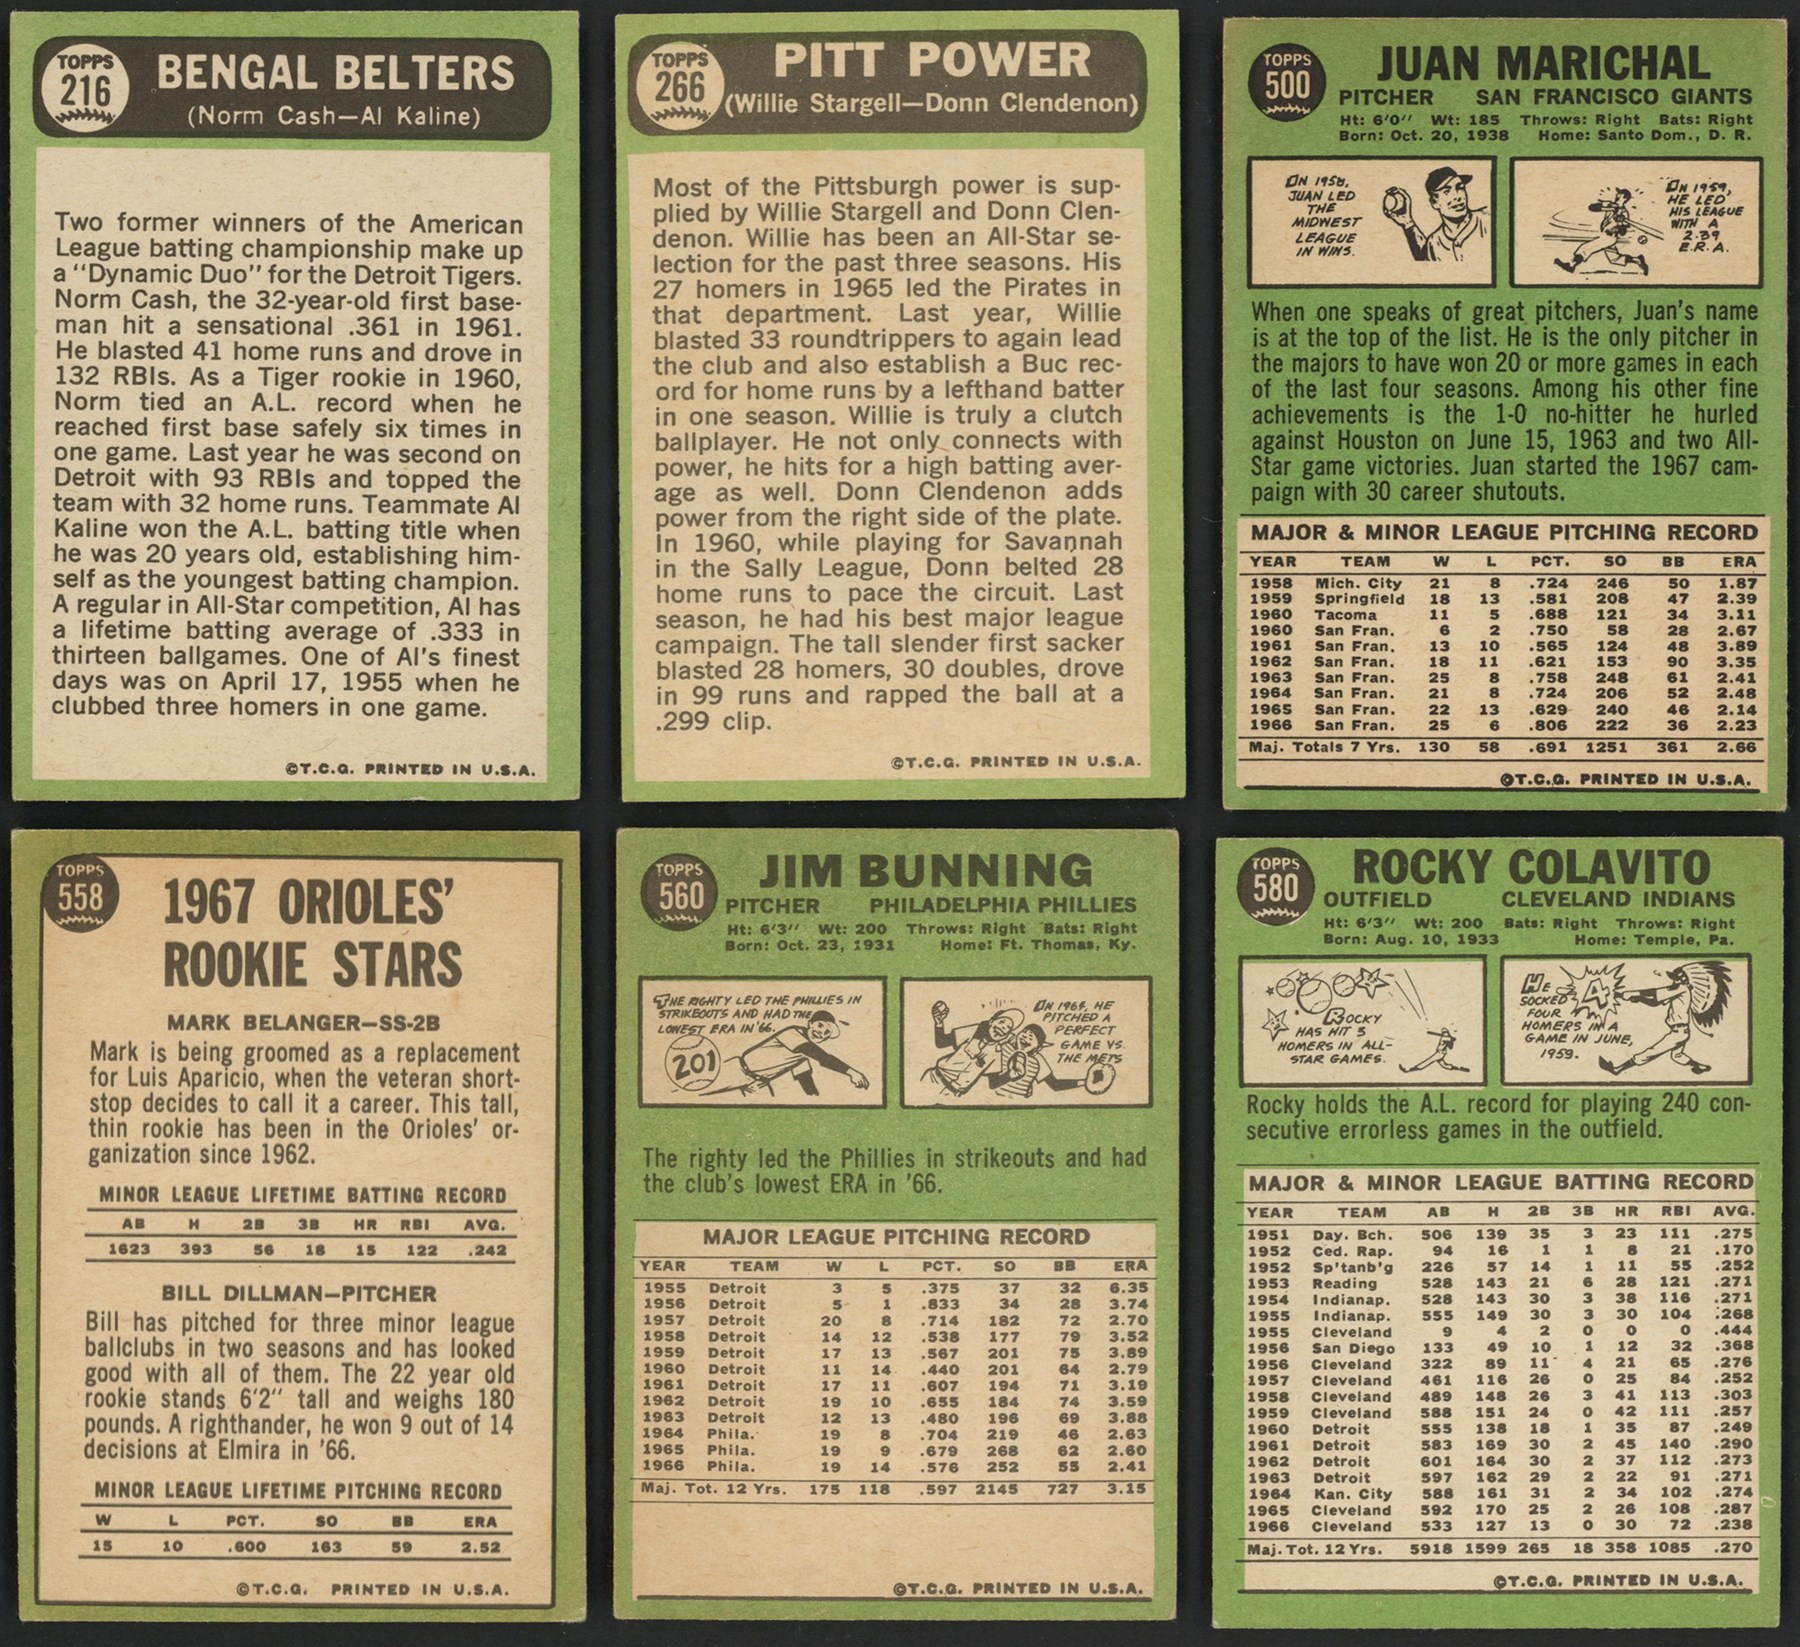 TOPPS
216
BENGAL BELTERS
(Norm Cash—Al Kaline)
Two former winners of the American
League batting championship make up
a "Dynamic Duo" for the Detroit Tigers.
Norm Cash, the 32-year-old first base-
man hit a sensational .361 in 1961.
He blasted 41 home runs and drove in
132 RBIs. As a Tiger rookie in 1960,
Norm tied an A.L. record when he
reached first base safely six times in
one game. Last year he was second on
Detroit with 93 RBIs and topped the
team with 32 home runs. Teammate Al
Kaline won the A.L. batting title when
he was 20 years old, establishing him-
self as the youngest batting champion.
A regular in All-Star competition, Al has
a lifetime batting average of .333 in
thirteen ballgames. One of Al's finest
days was on April 17, 1955 when he
clubbed three homers in one game.
©T.C.G. PRINTED IN U.S.A.
TOPPS
266
PITT POWER
(Willie Stargell—Donn Clendenon)
Most of the Pittsburgh power is sup-
plied by Willie Stargell and Donn Clen-
denon. Willie has been an All-Star se-
lection for the past three seasons. His
27 homers in 1965 led the Pirates in
that department. Last year, Willie
blasted 33 roundtrippers to again lead
the club and also establish a Buc rec-
ord for home runs by a lefthand batter
in one season. Willie is truly a clutch
ballplayer. He not only connects with
power, he hits for a high batting aver-
age as well. Donn Clendenon adds
power from the right side of the plate.
In 1960, while playing for Savannah
in the Sally League, Donn belted 28
home runs to pace the circuit. Last
season, he had his best major league
campaign. The tall slender first sacker
blasted 28 homers, 30 doubles, drove
in 99 runs and rapped the ball at a
.299 clip.
©T.C.G. PRINTED IN U.S.A.
TOPPS
500
JUAN MARICHAL
PITCHER SAN FRANCISCO GIANTS
Ht: 6'0" Wt: 185 Throws: Right Bats: Right
Born: Oct. 20, 1938 Home: Santo Dom., D. R.
IN 1958,
JUAN LED
THE
MIDWEST
LEAGUE
IN WINS.
IN 1959,
HE LED
HIS LEAGUE
WITH A
2.39
E.R.A.
When one speaks of great pitchers, Juan's name
is at the top of the list. He is the only pitcher in
the majors to have won 20 or more games in each
of the last four seasons. Among his other fine
achievements is the 1-0 no-hitter he hurled
against Houston on June 15, 1963 and two All-
Star game victories. Juan started the 1967 cam-
paign with 30 career shutouts.
MAJOR & MINOR LEAGUE PITCHING RECORD
YEAR TEAM W L PCT. SO BB ERA
1958 Mich. City 21 8 .724 246 50 1.87
1959 Springfield 18 13 .581 208 47 2.39
1960 Tacoma 11 5 .688 121 34 3.11
1960 San Fran. 6 2 .750 58 28 2.67
1961 San Fran. 13 10 .565 124 48 3.89
1962 San Fran. 18 11 .621 153 90 3.35
1963 San Fran. 25 8 .758 248 61 2.41
1964 San Fran. 21 8 .724 206 52 2.48
1965 San Fran. 22 13 .629 240 46 2.14
1966 San Fran. 25 6 .806 222 36 2.23
Maj. Totals 7 Yrs. 130 58 .691 1251 361 2.66
©T.C.G. PRINTED IN U.S.A.
TOPPS
558
1967 ORIOLES'
ROOKIE STARS
MARK BELANGER—SS-2B
Mark is being groomed as a replacement
for Luis Aparicio, when the veteran short-
stop decides to call it a career. This tall,
thin rookie has been in the Orioles' or-
ganization since 1962.
MINOR LEAGUE LIFETIME BATTING RECORD
AB H 2B 3B HR RBI AVG.
1623 393 56 18 15 122 .242
BILL DILLMAN—PITCHER
Bill has pitched for three minor league
ballclubs in two seasons and has looked
good with all of them. The 22 year old
rookie stands 6'2" tall and weighs 180
pounds. A righthander, he won 9 out of 14
decisions at Elmira in '66.
MINOR LEAGUE LIFETIME PITCHING RECORD
W L PCT. SO BB ERA
15 10 .600 163 59 2.52
©T.C.G. PRINTED IN U.S.A.
TOPPS
560
JIM BUNNING
PITCHER PHILADELPHIA PHILLIES
Ht: 6'3" Wt: 200 Throws: Right Bats: Right
Born: Oct. 23, 1931 Home: Ft. Thomas, Ky.
THE RIGHTY LED THE PHILLIES IN
STRIKEOUTS AND HAD THE
LOWEST ERA IN '66.
201
IN 1964, HE
PITCHED A
PERFECT
GAME VS.
THE METS
The righty led the Phillies in strikeouts and had
the club's lowest ERA in '66.
MAJOR LEAGUE PITCHING RECORD
YEAR TEAM W L PCT. SO BB ERA
1955 Detroit 3 5 .375 37 32 6.35
1956 Detroit 5 1 .833 34 28 3.74
1957 Detroit 20 8 .714 182 72 2.70
1958 Detroit 14 12 .538 177 79 3.52
1959 Detroit 17 13 .567 201 75 3.89
1960 Detroit 11 14 .440 201 64 2.79
1961 Detroit 17 11 .607 194 71 3.19
1962 Detroit 19 10 .655 184 74 3.59
1963 Detroit 12 13 .480 196 69 3.88
1964 Phila. 19 8 .704 219 46 2.63
1965 Phila. 19 9 .679 268 62 2.60
1966 Phila. 19 14 .576 252 55 2.41
Maj. Tot. 12 Yrs. 175 118 .597 2145 727 3.15
©T.C.G. PRINTED IN U.S.A.
TOPPS
580
ROCKY COLAVITO
OUTFIELD CLEVELAND INDIANS
Ht: 6'3" Wt: 200 Bats: Right Throws: Right
Born: Aug. 10, 1933 Home: Temple, Pa.
ROCKY
HAS HIT 3
HOMERS IN ALL-
STAR GAMES.
HE
SOCKED
FOUR
HOMERS IN A
GAME IN JUNE,
1959.
4
Rocky holds the A.L. record for playing 240 con-
secutive errorless games in the outfield.
MAJOR & MINOR LEAGUE BATTING RECORD
YEAR TEAM AB H 2B 3B HR RBI AVG.
1951 Day. Bch. 506 139 35 3 23 111 .275
1952 Ced. Rap. 94 16 1 1 8 21 .170
1952 Sp'tanb'g 226 57 14 1 11 55 .252
1953 Reading 528 143 21 6 28 121 .271
1954 Indianap. 528 143 30 3 38 116 .271
1955 Indianap. 555 149 30 3 30 104 .268
1955 Cleveland 9 4 2 0 0 0 .444
1956 San Diego 133 49 10 1 12 32 .368
1956 Cleveland 322 89 11 4 21 65 .276
1957 Cleveland 461 116 26 0 25 84 .252
1958 Cleveland 489 148 26 3 41 113 .303
1959 Cleveland 588 151 24 0 42 111 .257
1960 Detroit 555 138 18 1 35 87 .249
1961 Detroit 583 169 30 2 45 140 .290
1962 Detroit 601 164 30 2 37 112 .273
1963 Detroit 597 162 29 2 22 91 .271
1964 Kan. City 588 161 31 2 34 102 .274
1965 Cleveland 592 170 25 2 26 108 .287
1966 Cleveland 533 127 13 0 30 72 .238
Maj. Tot. 12 Yrs. 5918 1599 265 18 358 1085 .270
©T.C.G. PRINTED IN U.S.A.